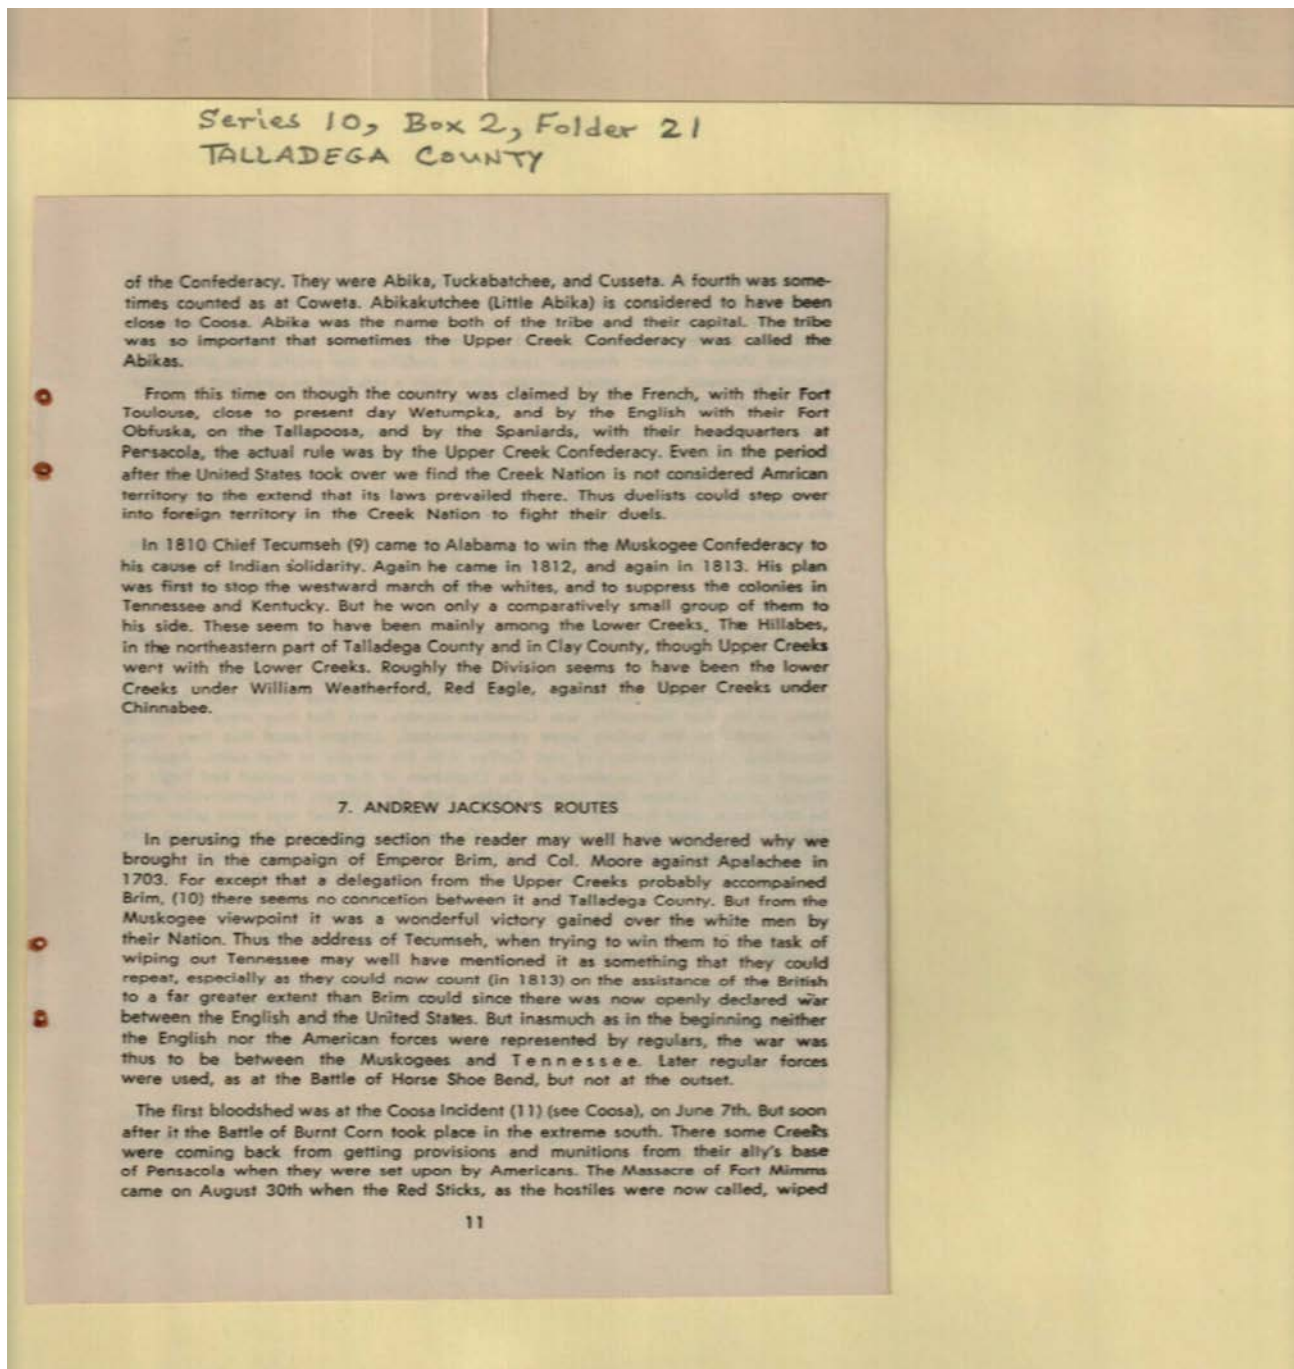 Series 10, Box 2, Folder 21
TALLADEGA COUNTY
of the Confederacy. They were Abika, Tuckabatchee, and Cusseta. A fourth was some-
times counted as at Coweta. Abikakutchee (Little Abika) is considered to have been
close to Coosa. Abika was the name both of the tribe and their capital. The tribe
was so important that sometimes the Upper Creek Confederacy was called the
Abikas.
From this time on though the country was claimed by the French, with their Fort
Toulouse, close to present day Wetumpka, and by the English with their Fort
Obfuska, on the Tallapoosa, and by the Spaniards, with their headquarters at
Pensacola, the actual rule was by the Upper Creek Confederacy. Even in the period
after the United States took over we find the Creek Nation is not considered Amrican
territory to the extend that its laws prevailed there. Thus duelists could step over
into foreign territory in the Creek Nation to fight their duels.
In 1810 Chief Tecumseh (9) came to Alabama to win the Muskogee Confederacy to
his cause of Indian solidarity. Again he came in 1812, and again in 1813. His plan
was first to stop the westward march of the whites, and to suppress the colonies in
Tennessee and Kentucky. But he won only a comparatively small group of them to
his side. These seem to have been mainly among the Lower Creeks. The Hillabes,
in the northeastern part of Talladega County and in Clay County, though Upper Creeks
went with the Lower Creeks. Roughly the Division seems to have been the lower
Creeks under William Weatherford, Red Eagle, against the Upper Creeks under
Chinnabee.
7. ANDREW JACKSON'S ROUTES
In perusing the preceding section the reader may well have wondered why we
brought in the campaign of Emperor Brim, and Col. Moore against Apalachee in
1703. For except that a delegation from the Upper Creeks probably accompained
Brim, (10) there seems no conncetion between it and Talladega County. But from the
Muskogee viewpoint it was a wonderful victory gained over the white men by
their Nation. Thus the address of Tecumseh, when trying to win them to the task of
wiping out Tennessee may well have mentioned it as something that they could
repeat, especially as they could now count (in 1813) on the assistance of the British
to a far greater extent than Brim could since there was now openly declared war
between the English and the United States. But inasmuch as in the beginning neither
the English nor the American forces were represented by regulars, the war was
thus to be between the Muskogees and Tennessee. Later regular forces
were used, as at the Battle of Horse Shoe Bend, but not at the outset.
The first bloodshed was at the Coosa Incident (11) (see Coosa), on June 7th. But soon
after it the Battle of Burnt Corn took place in the extreme south. There some Creeks
were coming back from getting provisions and munitions from their ally's base
of Pensacola when they were set upon by Americans. The Massacre of Fort Mimms
came on August 30th when the Red Sticks, as the hostiles were now called, wiped
11